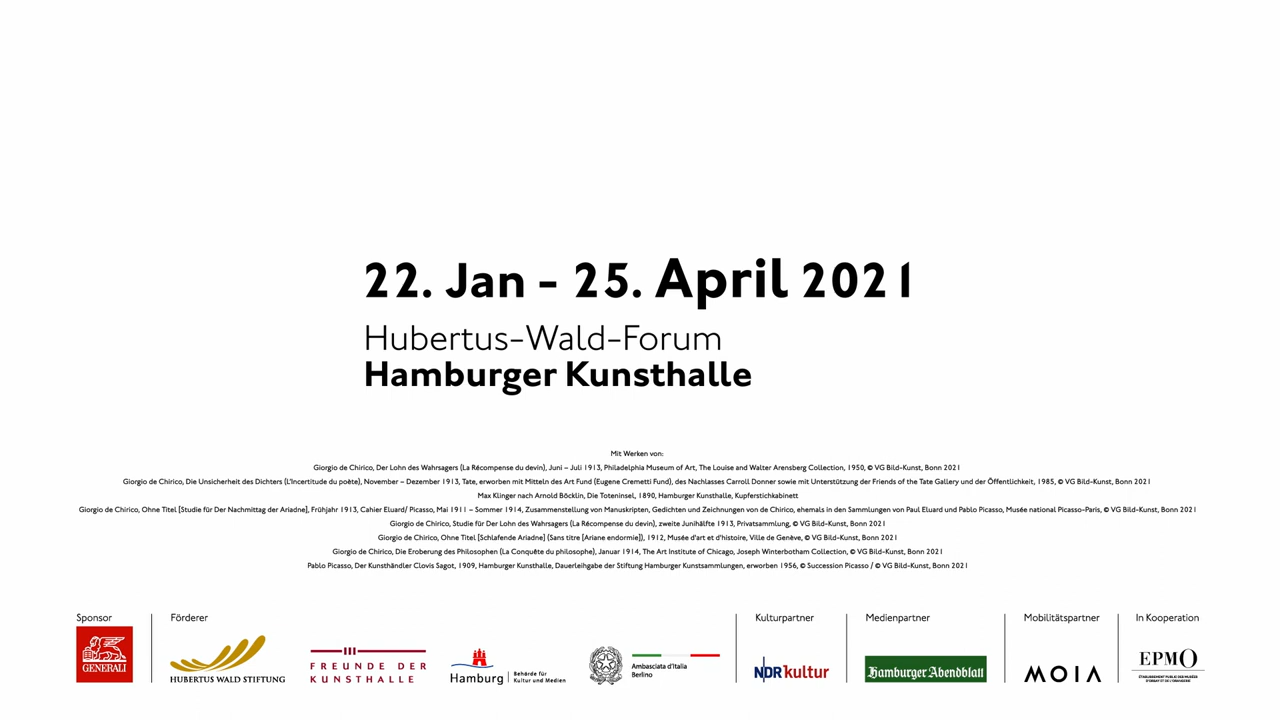 22. Jan - 25. April 2021
Hubertus-Wald-Forum
Hamburger Kunsthalle
Mit Werken von:
Giorgio de Chirico, Der Lohn des Wahrsagers (La Récompense du devin), Juni – Juli 1913, Philadelphia Museum of Art, The Louise and Walter Arensberg Collection, 1950, © VG Bild-Kunst, Bonn 2021
Giorgio de Chirico, Die Unsicherheit des Dichters (L'Incertitude du poète), November – Dezember 1913, Tate, erworben mit Mitteln des Art Fund (Eugene Cremetti Fund), des Nachlasses Carroll Donner sowie mit Unterstützung der Friends of the Tate Gallery und der Öffentlichkeit, 1985, © VG Bild-Kunst, Bonn 2021
Max Klinger nach Arnold Böcklin, Die Toteninsel, 1890, Hamburger Kunsthalle, Kupferstichkabinett
Giorgio de Chirico, Ohne Titel [Studie für Der Nachmittag der Ariadne], Frühjahr 1913, Cahier Eluard/ Picasso, Mai 1911 – Sommer 1914, Zusammenstellung von Manuskripten, Gedichten und Zeichnungen von de Chirico, ehemals in den Sammlungen von Paul Eluard und Pablo Picasso, Musée national Picasso-Paris, © VG Bild-Kunst, Bonn 2021
Giorgio de Chirico, Studie für Der Lohn des Wahrsagers (La Récompense du devin), zweite Junihälfte 1913, Privatsammlung, © VG Bild-Kunst, Bonn 2021
Giorgio de Chirico, Ohne Titel [Schlafende Ariadne] (Sans titre [Ariane endormie]), 1912, Musée d'art et d'histoire, Ville de Genève, © VG Bild-Kunst, Bonn 2021
Giorgio de Chirico, Die Eroberung des Philosophen (La Conquête du philosophe), Januar 1914, The Art Institute of Chicago, Joseph Winterbotham Collection, © VG Bild-Kunst, Bonn 2021
Pablo Picasso, Der Kunsthändler Clovis Sagot, 1909, Hamburger Kunsthalle, Dauerleihgabe der Stiftung Hamburger Kunstsammlungen, erworben 1956, © Succession Picasso / © VG Bild-Kunst, Bonn 2021
Sponsor
GENERALI
Förderer
HUBERTUS WALD STIFTUNG
FREUNDE DER
KUNSTHALLE
Hamburg
Behörde für
Kultur und Medien
Ambasciata d'Italia
Berlino
Kulturpartner
NDR kultur
Medienpartner
Hamburger Abendblatt
Mobilitätspartner
MOIA
In Kooperation
EPMO
ÉTABLISSEMENT PUBLIC DES MUSÉES
D'ORSAY ET DE L'ORANGERIE